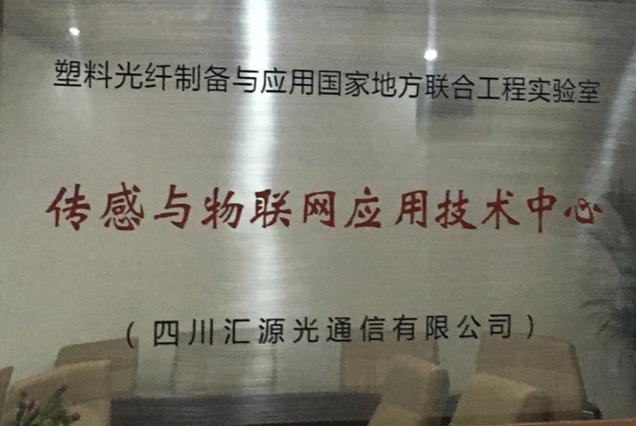 塑料光纤制备与应用国家地方联合工程实验室
传感与物联网应用技术中心
（四川汇源光通信有限公司）